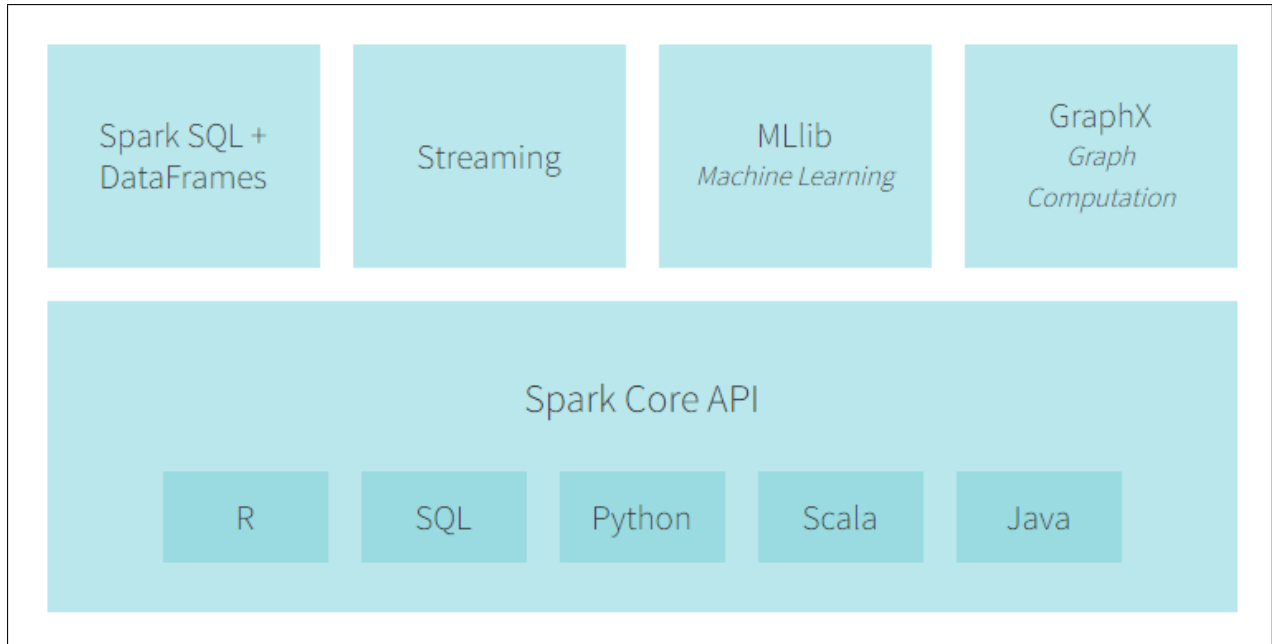 Spark SQL +
DataFrames
Streaming
MLlib
Machine Learning
GraphX
Graph
Computation
Spark Core API
R
SQL
Python
Scala
Java